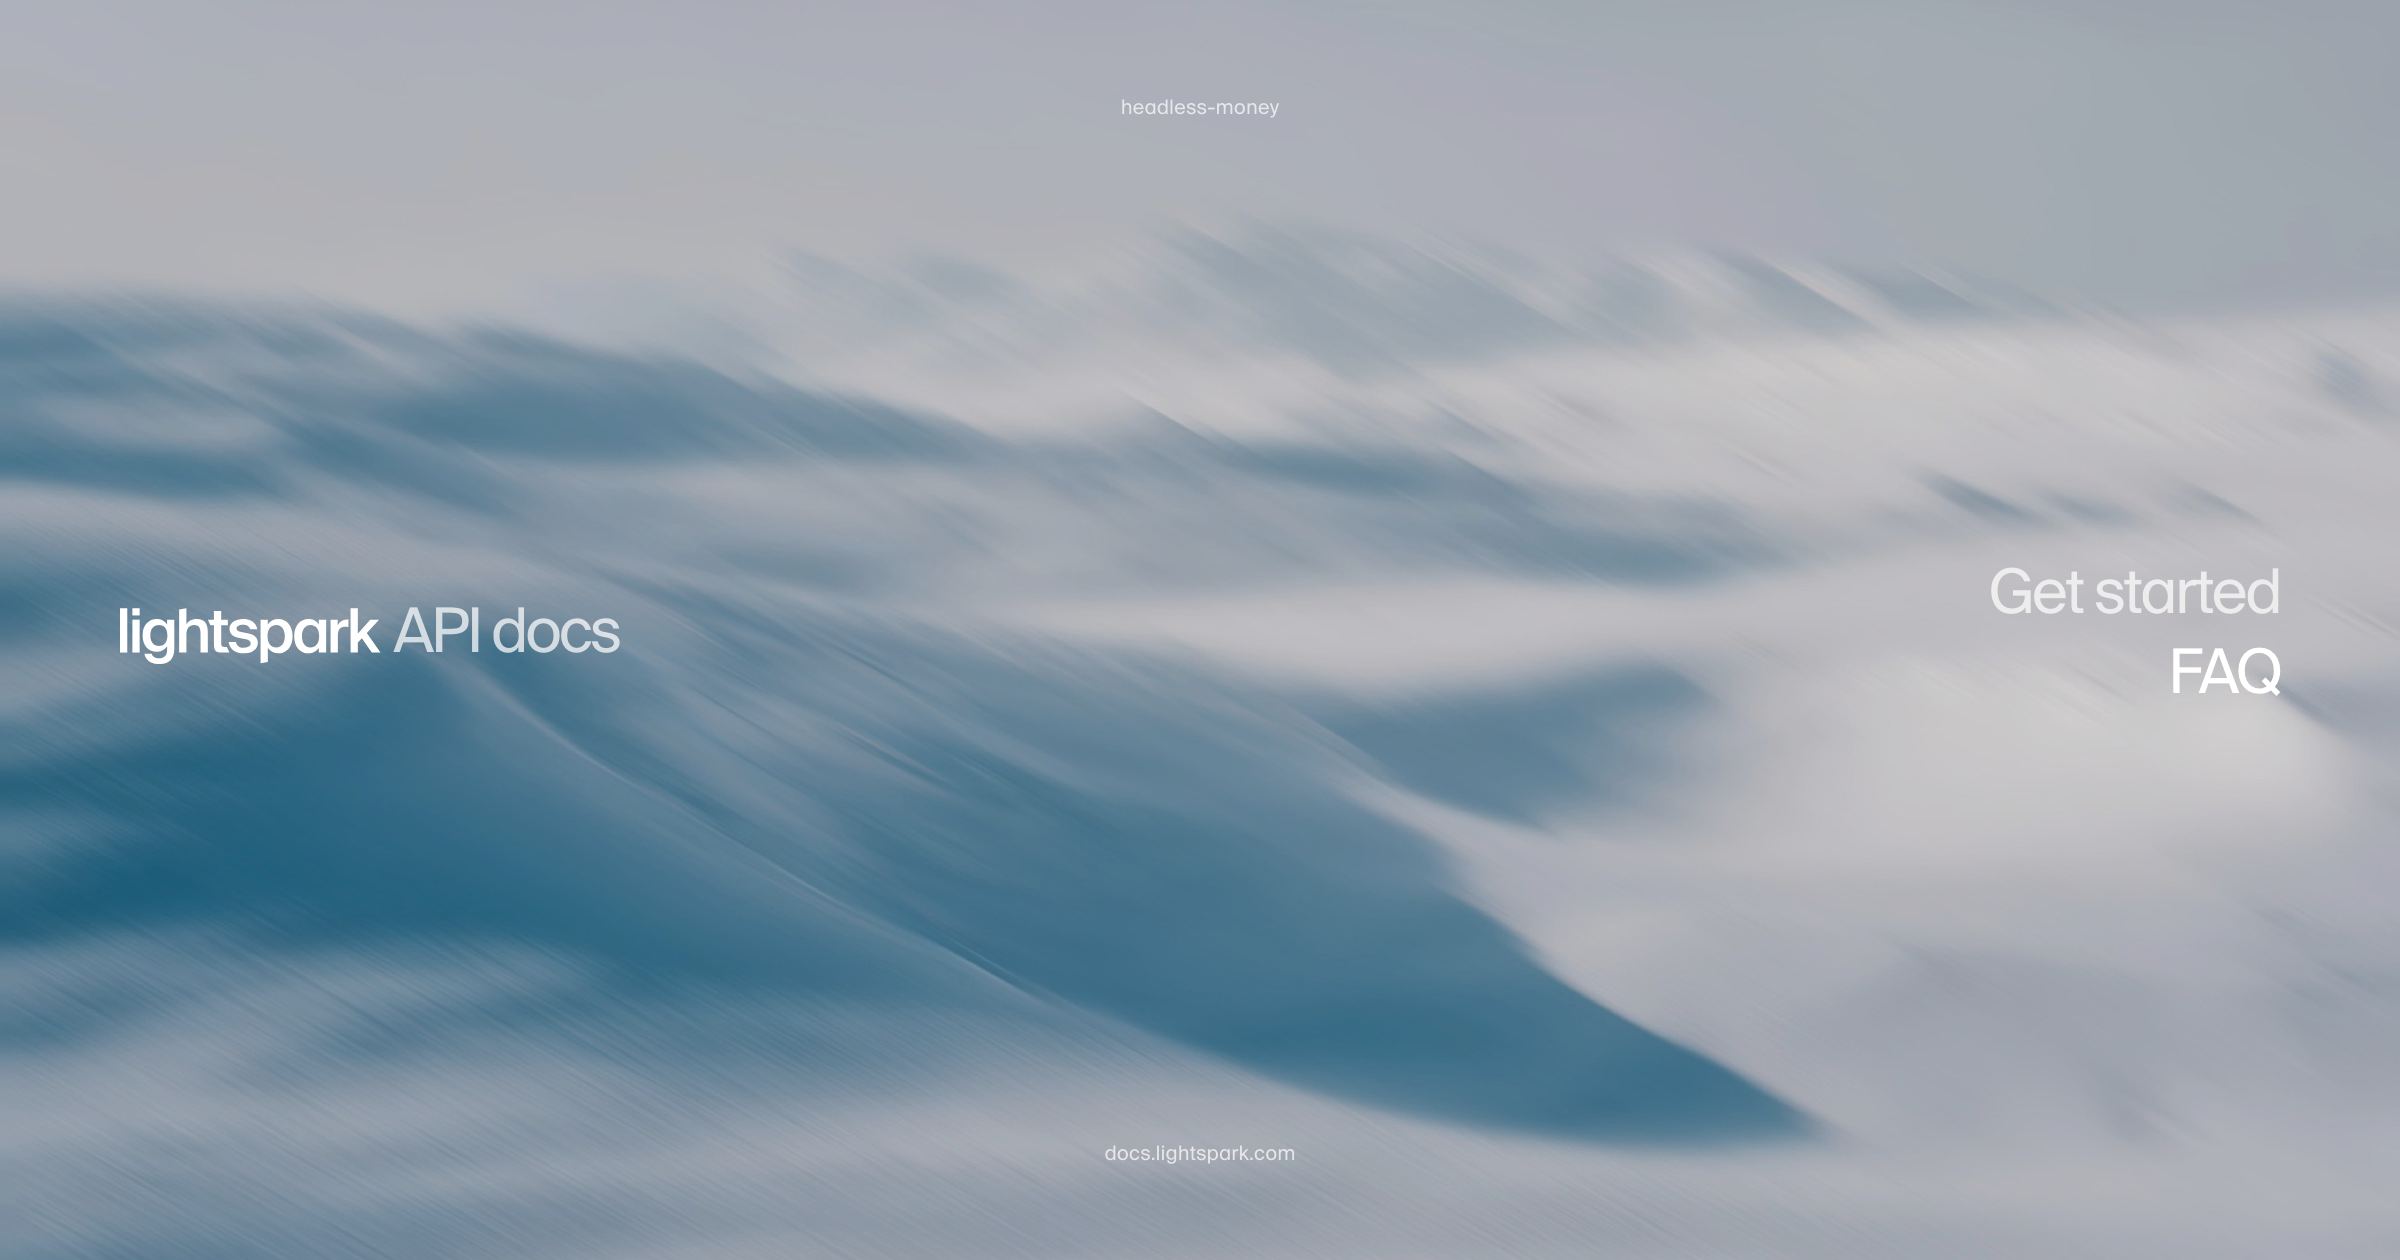 headless-money
lightspark API docs
Get started
FAQ
docs.lightspark.com